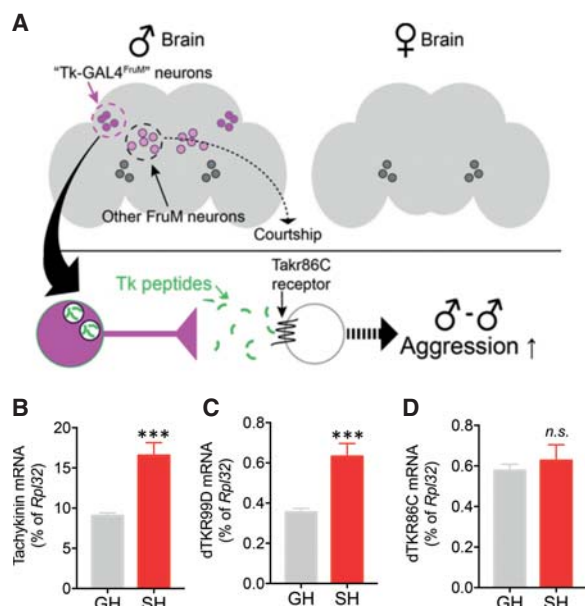 A
♂ Brain
♀ Brain
"Tk-GAL4FruM" neurons
Other FruM neurons
Courtship
Takr86C
receptor
Tk peptides
♂-♂
Aggression ↑
B
Tachykinin mRNA
(% of Rpl32)
20
15
10
5
0
***
GH SH
C
dTKR99D mRNA
(% of Rpl32)
0.8
0.6
0.4
0.2
0.0
***
GH SH
D
dTKR86C mRNA
(% of Rpl32)
0.8
0.6
0.4
0.2
0.0
n.s.
GH SH